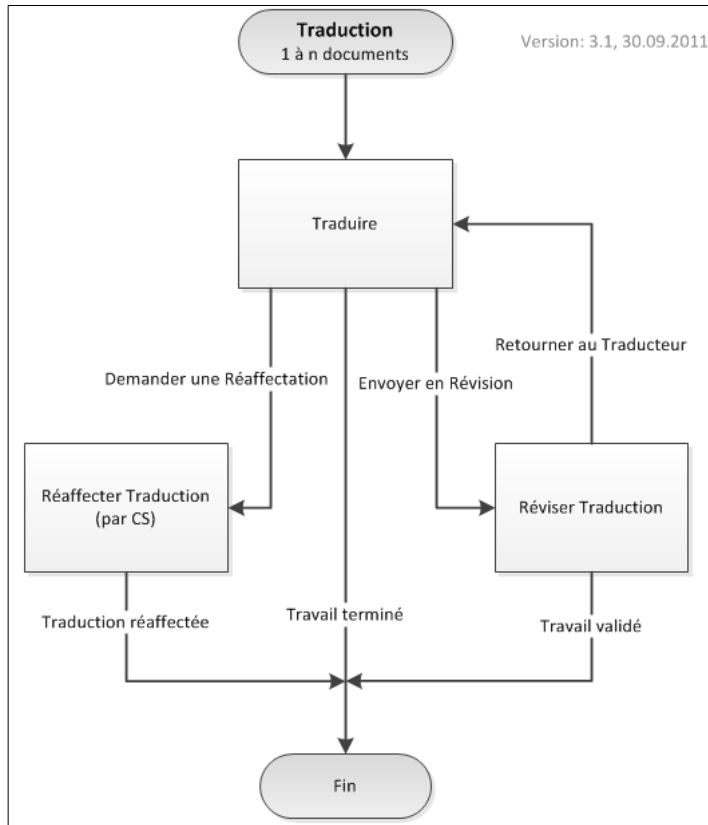 Traduction
1 à n documents
Version: 3.1, 30.09.2011
Traduire
Retourner au Traducteur
Demander une Réaffectation
Envoyer en Révision
Réaffecter Traduction
(par CS)
Réviser Traduction
Traduction réaffectée
Travail terminé
Travail validé
Fin